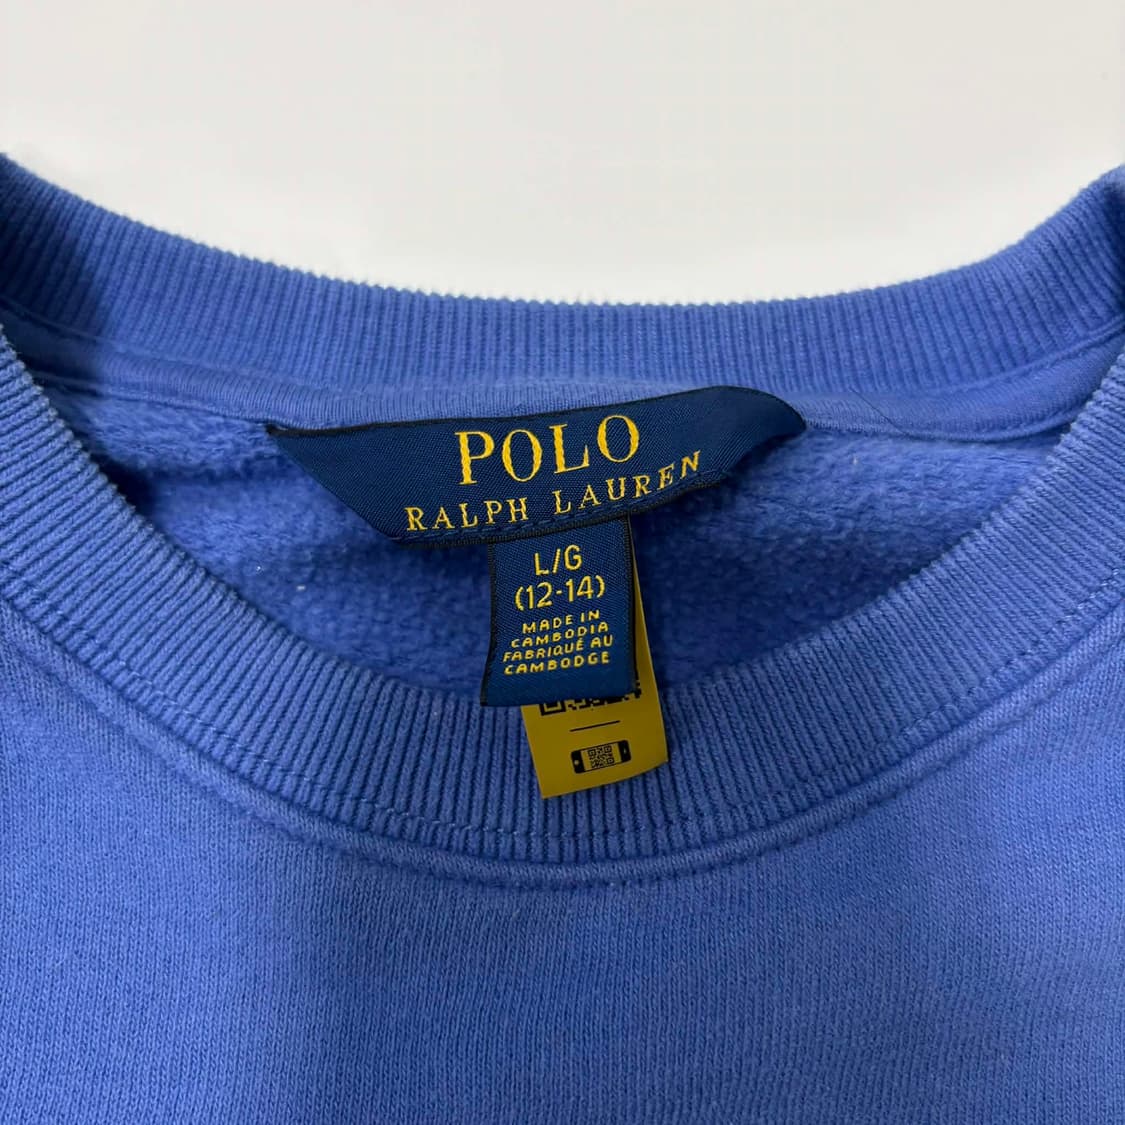 POLO
RALPH LAUREN
L/G
(12-14)
MADE IN
CAMBODIA
FABRIQUÉ AU
CAMBODGE